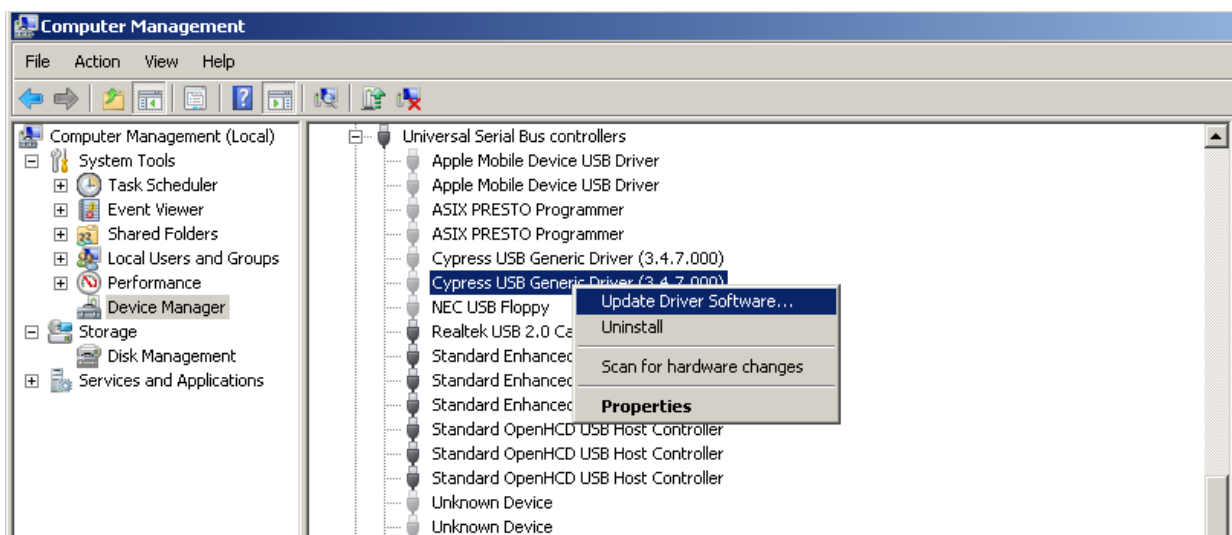 Computer Management
File Action View Help
Computer Management (Local)
System Tools
Task Scheduler
Event Viewer
Shared Folders
Local Users and Groups
Performance
Device Manager
Storage
Disk Management
Services and Applications
Universal Serial Bus controllers
Apple Mobile Device USB Driver
Apple Mobile Device USB Driver
ASIX PRESTO Programmer
ASIX PRESTO Programmer
Cypress USB Generic Driver (3.4.7.000)
Cypress USB Generic Driver (3.4.7.000)
NEC USB Floppy
Realtek USB 2.0 Ca
Standard Enhanced
Standard Enhanced
Standard Enhanced
Standard OpenHCD USB Host Controller
Standard OpenHCD USB Host Controller
Standard OpenHCD USB Host Controller
Unknown Device
Unknown Device
Update Driver Software...
Uninstall
Scan for hardware changes
Properties